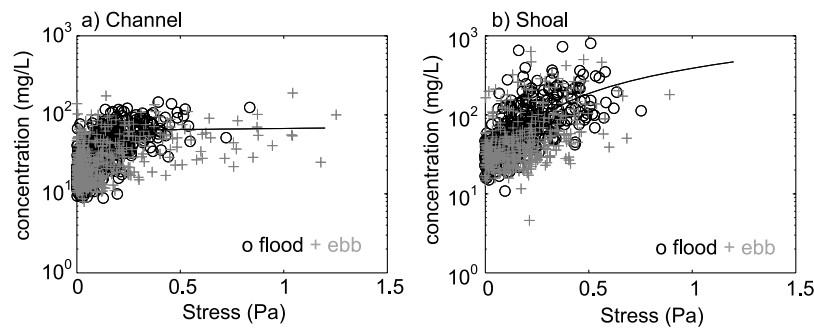 a) Channel
b) Shoal
concentration (mg/L)
10³
10²
10¹
10⁰
o flood + ebb
0
0.5
1
1.5
Stress (Pa)
concentration (mg/L)
10³
10²
10¹
10⁰
o flood + ebb
0
0.5
1
1.5
Stress (Pa)